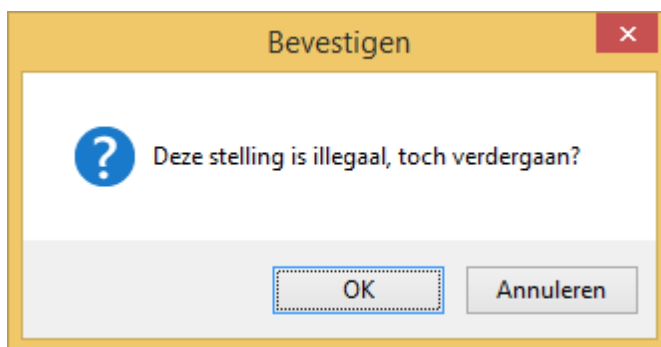 Bevestigen
Deze stelling is illegaal, toch verdergaan?
OK
Annuleren